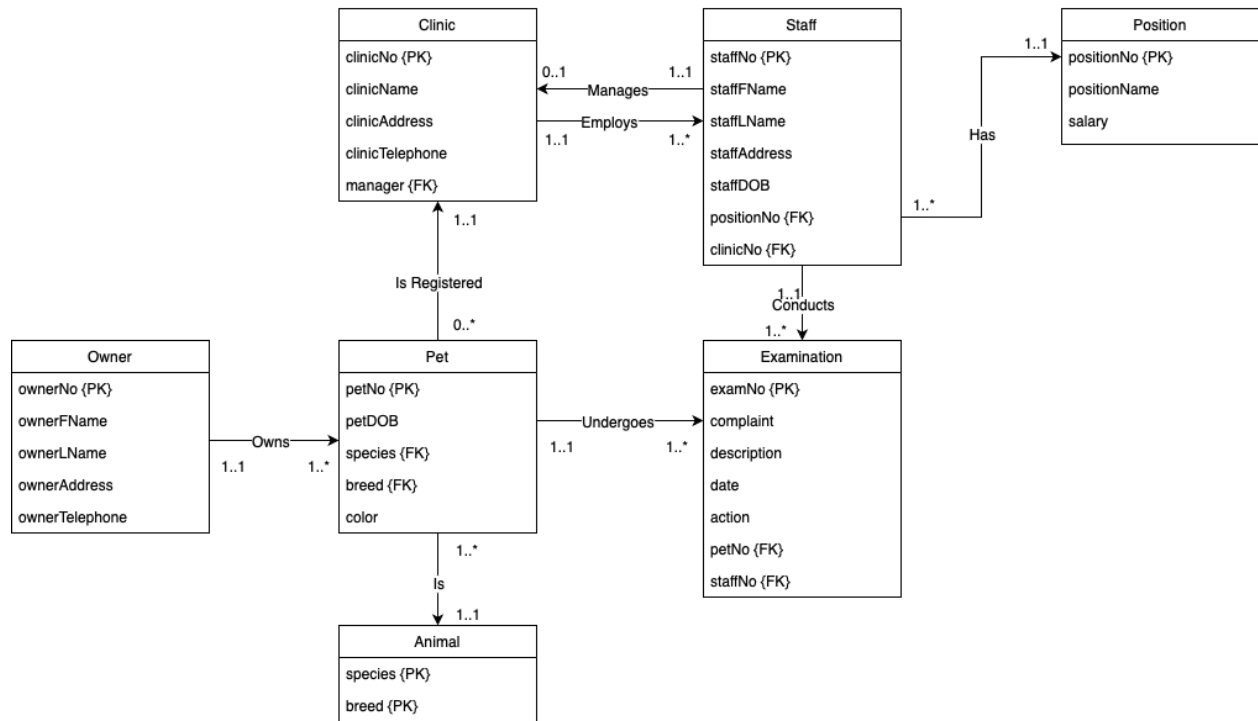 Clinic
clinicNo {PK}
clinicName
clinicAddress
clinicTelephone
manager {FK}
Staff
staffNo {PK}
staffFName
staffLName
staffAddress
staffDOB
positionNo {FK}
clinicNo {FK}
Position
positionNo {PK}
positionName
salary
0..1
Manages
1..1
1..1
Employs
1..*
1..1
Has
1..*
1..1
Is Registered
0..*
1..1
Conducts
1..*
Owner
ownerNo {PK}
ownerFName
ownerLName
ownerAddress
ownerTelephone
Owns
1..1
1..*
Pet
petNo {PK}
petDOB
species {FK}
breed {FK}
color
Undergoes
1..1
1..*
Examination
examNo {PK}
complaint
description
date
action
petNo {FK}
staffNo {FK}
1..*
Is
1..1
Animal
species {PK}
breed {PK}